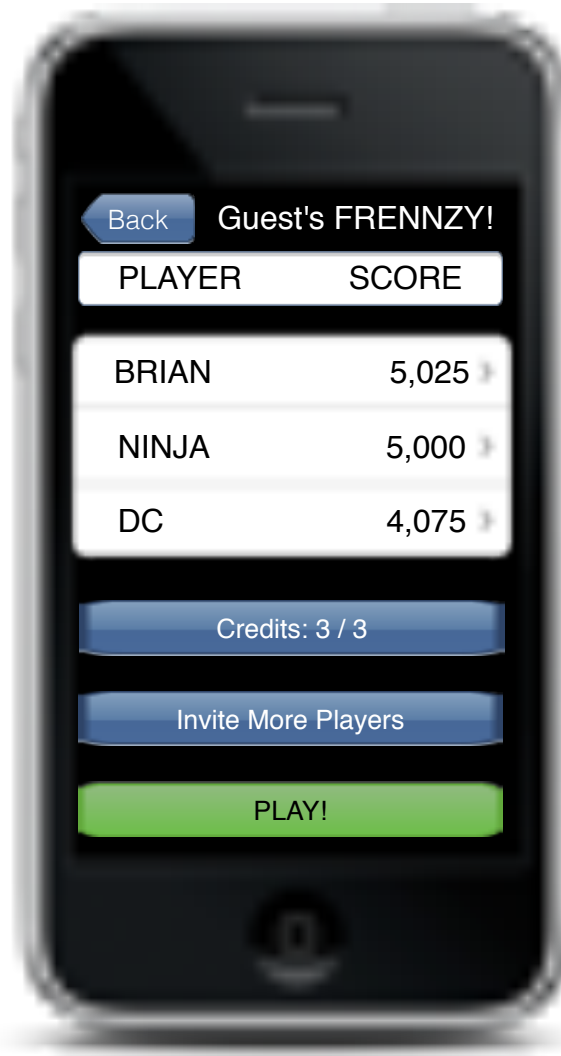 Back Guest's FRENNZY!
PLAYER SCORE
BRIAN 5,025
NINJA 5,000
DC 4,075
Credits: 3 / 3
Invite More Players
PLAY!